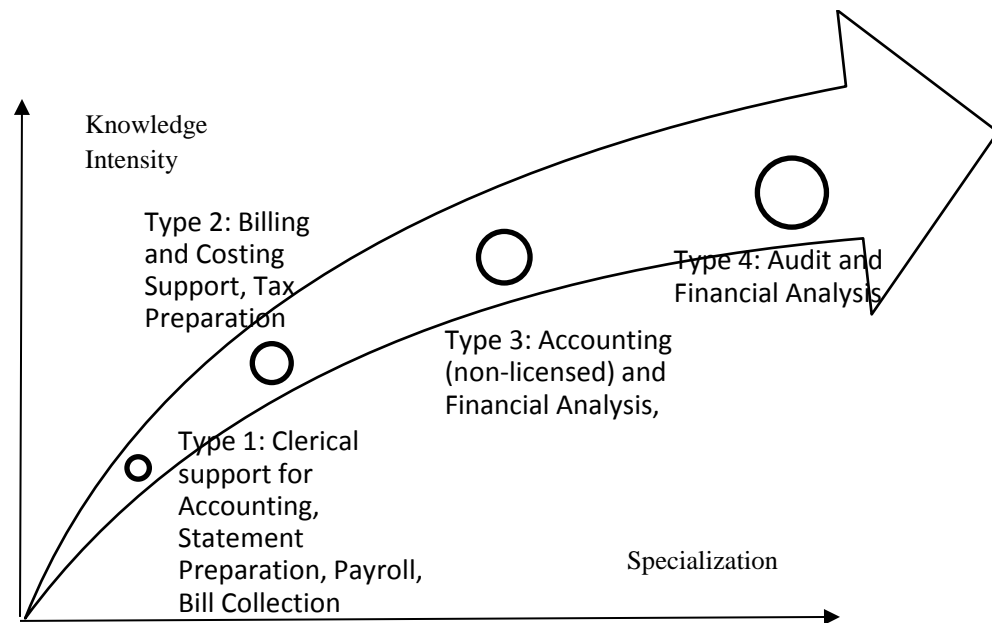 Knowledge
Intensity
Type 2: Billing
and Costing
Support, Tax
Preparation
Type 4: Audit and
Financial Analysis
Type 3: Accounting
(non-licensed) and
Financial Analysis,
Type 1: Clerical
support for
Accounting,
Statement
Preparation, Payroll,
Bill Collection
Specialization